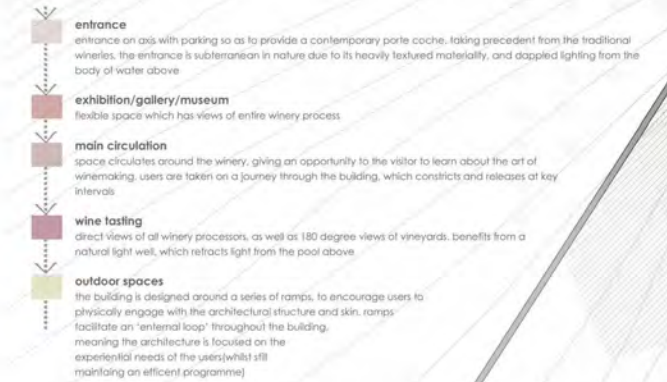 entrance
entrance on axis with parking so as to provide a contemporary porte coche. taking precedent from the traditional
wineries, the entrance is subterranean in nature due to its heavily textured materiality, and dappled lighting from the
body of water above
exhibition/gallery/museum
flexible space which has views of entire winery process
main circulation
space circulates around the winery, giving an opportunity to the visitor to learn about the art of
winemaking. users are taken on a journey through the building, which constricts and releases at key
intervals
wine tasting
direct views of all winery processors, as well as 180 degree views of vineyards. benefits from a
natural light well, which refracts light from the pool above
outdoor spaces
the building is designed around a series of ramps, to encourage users to
physically engage with the architectural structure and skin. ramps
facilitate an 'enternal loop' throughout the building.
meaning the architecture is focused on the
experiential needs of the users(whilst still
maintaing an efficent programme)